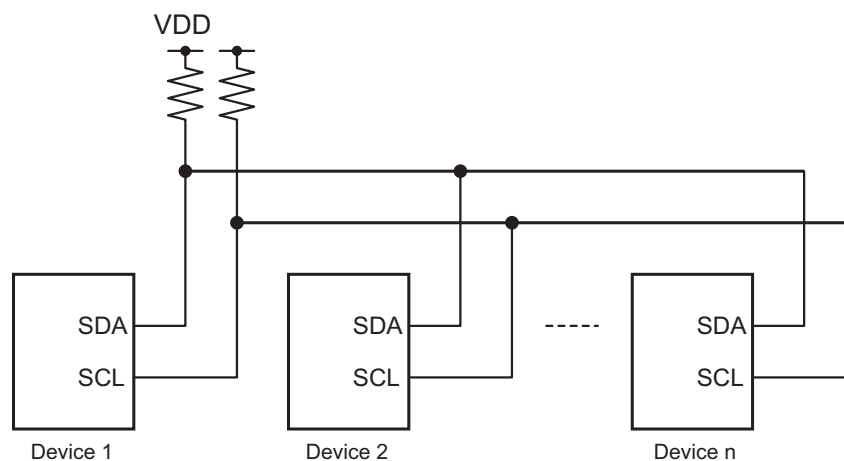 VDD
SDA
SCL
Device 1
SDA
SCL
Device 2
SDA
SCL
Device n